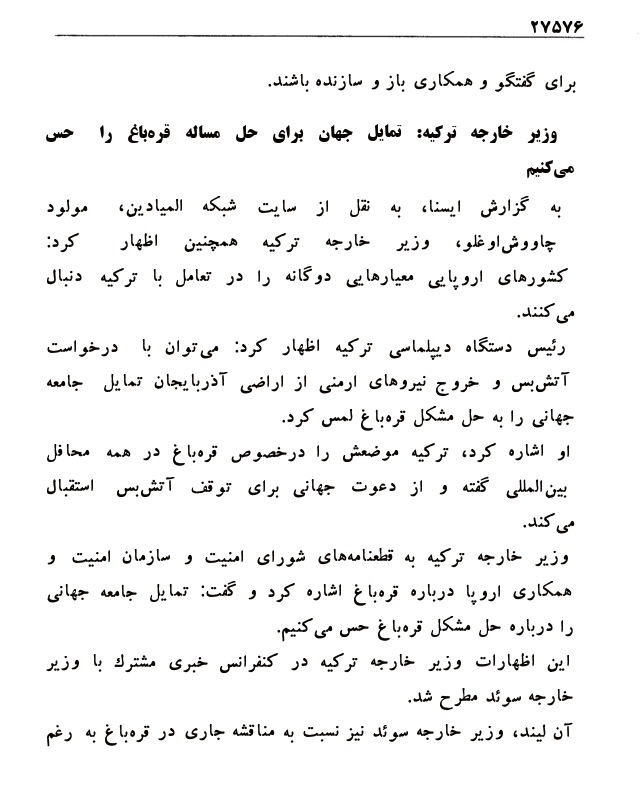 ۲۷۵۷۶
برای گفتگو و همکاری باز و سازنده باشند.
وزیر خارجه ترکیه: تمایل جهان برای حل مساله قره‌باغ را حس
می‌کنیم
به گزارش ایسنا، به نقل از سایت شبکه المیادین، مولود
چاووش‌اوغلو، وزیر خارجه ترکیه همچنین اظهار کرد:
کشورهای اروپایی معیارهایی دوگانه را در تعامل با ترکیه دنبال
می‌کنند.
رئیس دستگاه دیپلماسی ترکیه اظهار کرد: می‌توان با درخواست
آتش‌بس و خروج نیروهای ارمنی از اراضی آذربایجان تمایل جامعه
جهانی را به حل مشکل قره‌باغ لمس کرد.
او اشاره کرد، ترکیه موضعش را درخصوص قره‌باغ در همه محافل
بین‌المللی گفته و از دعوت جهانی برای توقف آتش‌بس استقبال
می‌کند.
وزیر خارجه ترکیه به قطعنامه‌های شورای امنیت و سازمان امنیت و
همکاری اروپا درباره قره‌باغ اشاره کرد و گفت: تمایل جامعه جهانی
را درباره حل مشکل قره‌باغ حس می‌کنیم.
این اظهارات وزیر خارجه ترکیه در کنفرانس خبری مشترك با وزیر
خارجه سوئد مطرح شد.
آن لیند، وزیر خارجه سوئد نیز نسبت به مناقشه جاری در قره‌باغ به رغم